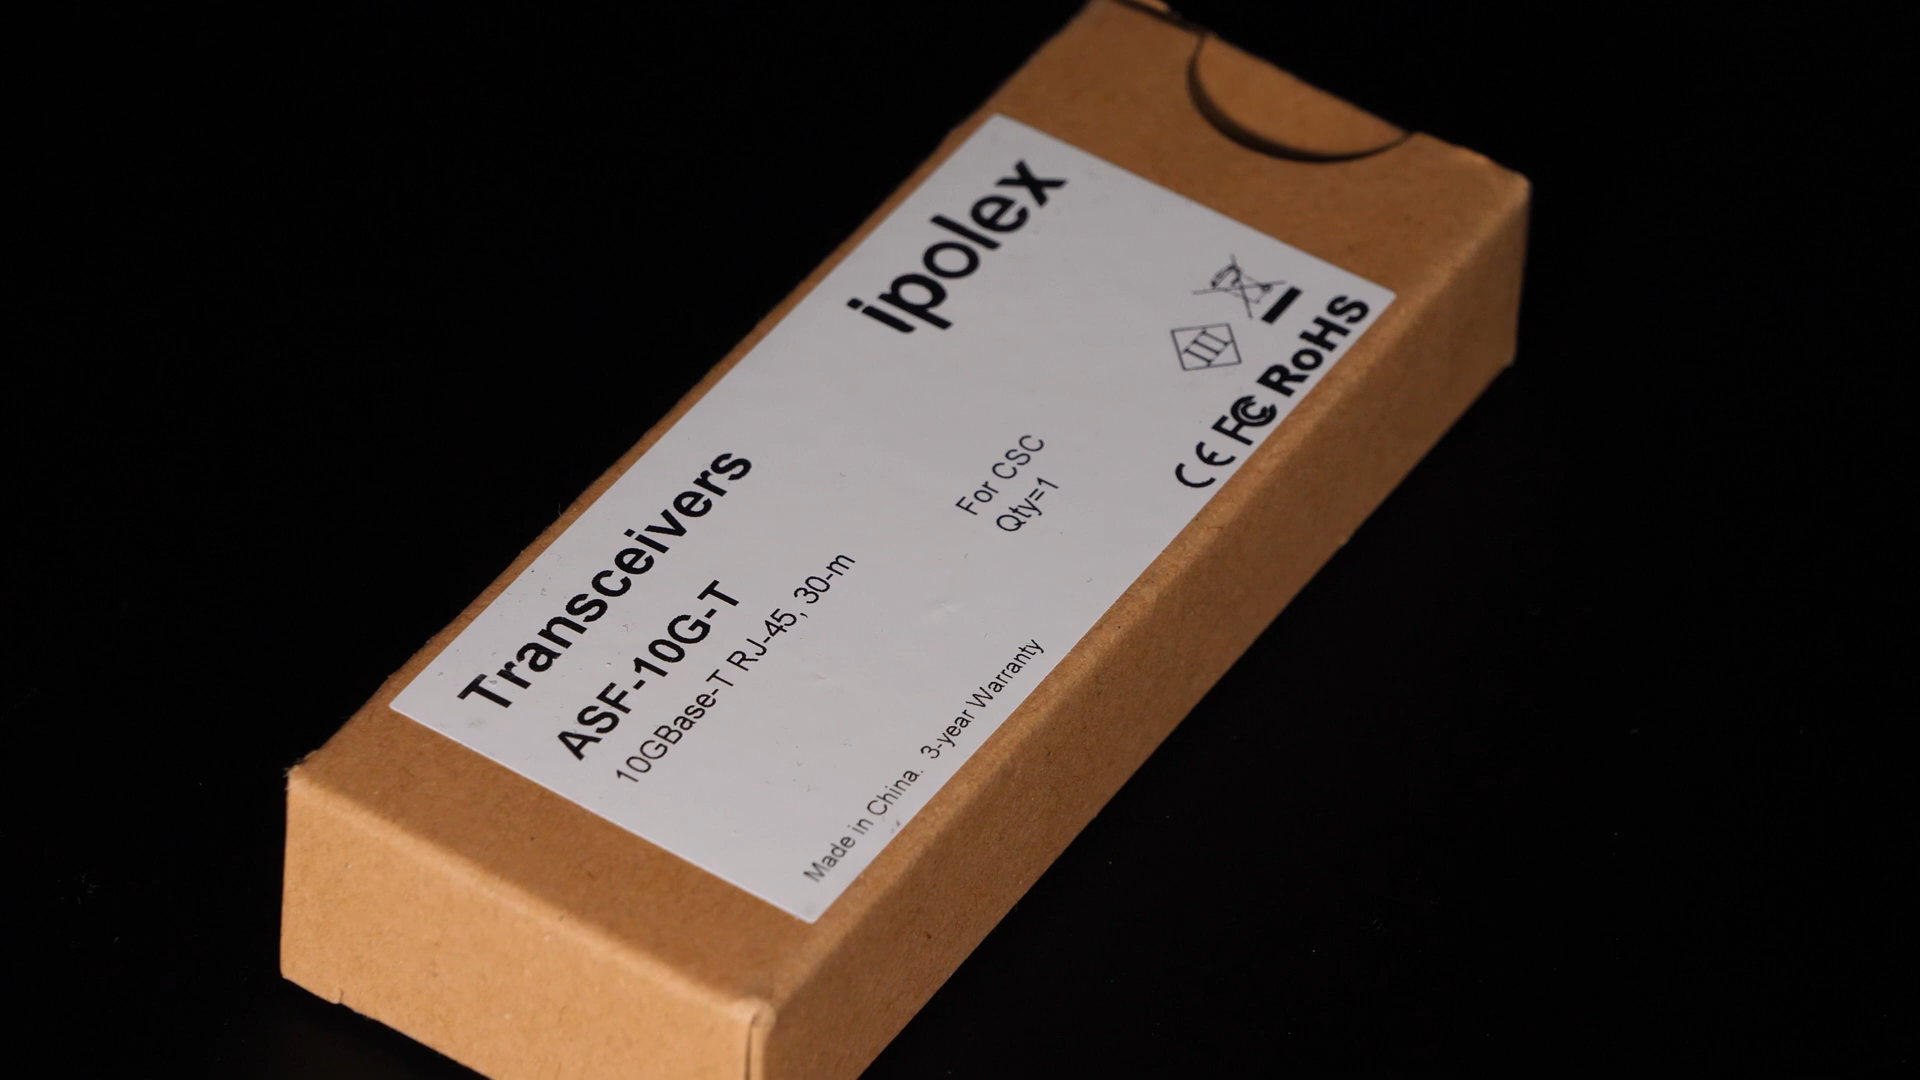 ipolex
Transceivers
ASF-10G-T
10GBase-T RJ-45, 30-m
For CSC
Qty=1
III
CE FC RoHS
Made in China. 3-year Warranty